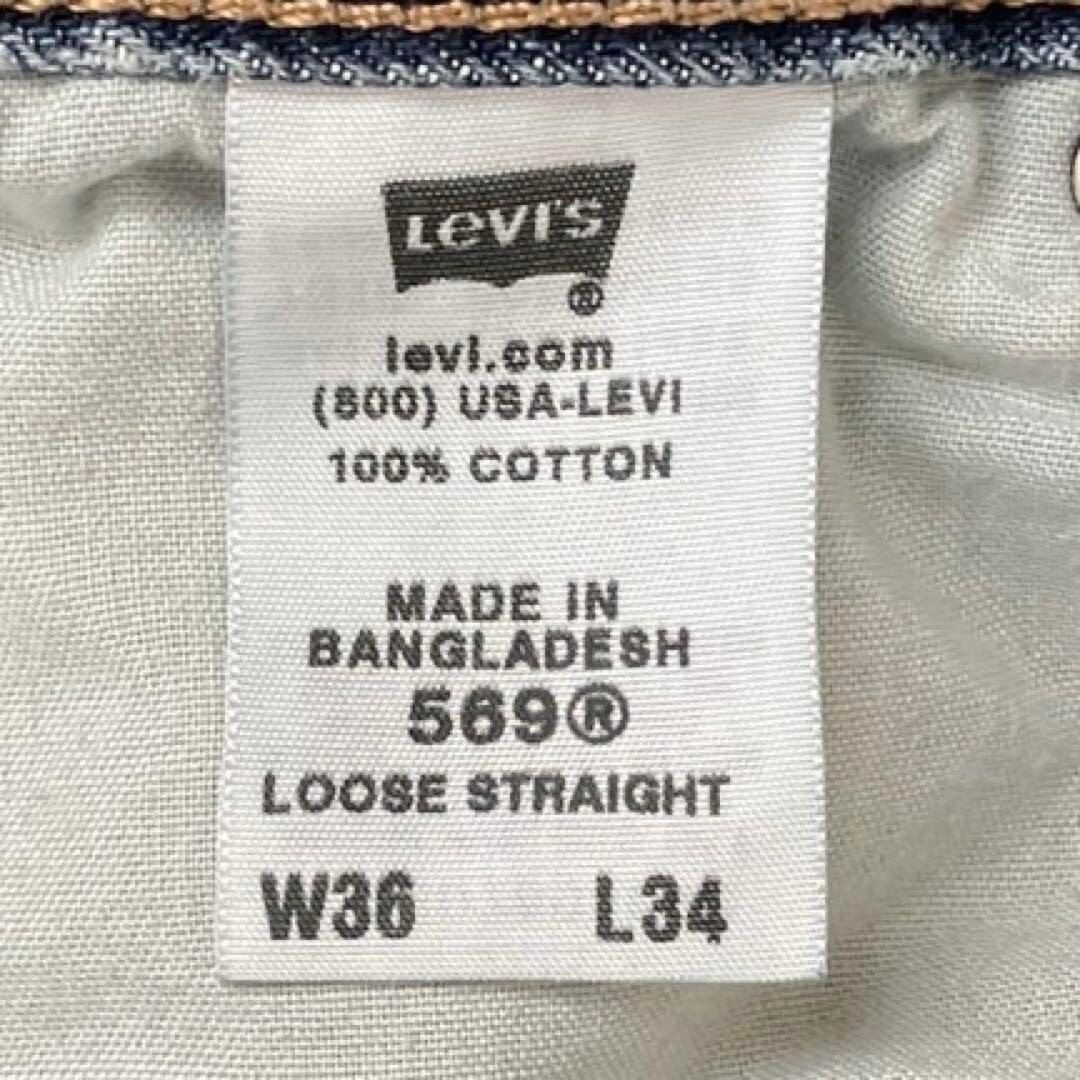 LEVI'S
®
levi.com
(800) USA-LEVI
100% COTTON
MADE IN
BANGLADESH
569®
LOOSE STRAIGHT
W36 L34